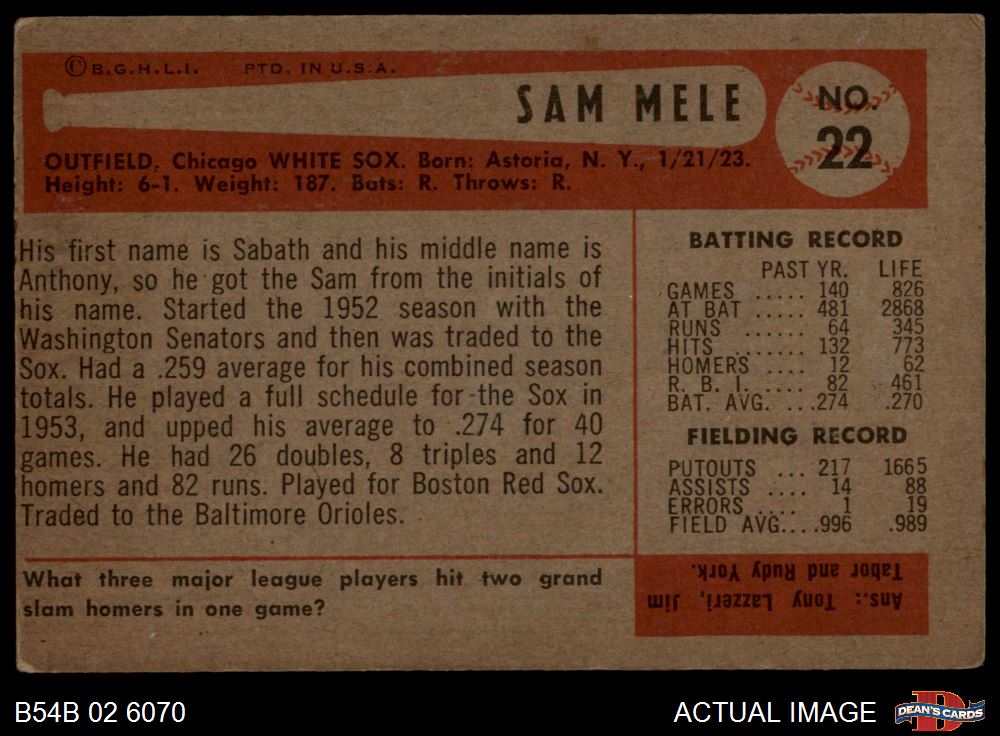 ©B.G.H.L.I. PTD. IN U.S.A.
SAM MELE
NO.
22
OUTFIELD, Chicago WHITE SOX. Born: Astoria, N. Y., 1/21/23.
Height: 6-1. Weight: 187. Bats: R. Throws: R.
His first name is Sabath and his middle name is
Anthony, so he got the Sam from the initials of
his name. Started the 1952 season with the
Washington Senators and then was traded to the
Sox. Had a .259 average for his combined season
totals. He played a full schedule for the Sox in
1953, and upped his average to .274 for 40
games. He had 26 doubles, 8 triples and 12
homers and 82 runs. Played for Boston Red Sox.
Traded to the Baltimore Orioles.
What three major league players hit two grand
slam homers in one game?
BATTING RECORD
PAST YR. LIFE
GAMES ..... 140 826
AT BAT ..... 481 2868
RUNS ...... 64 345
HITS ....... 132 773
HOMERS .... 12 62
R. B. I. .... 82 461
BAT. AVG. ... .274 .270
FIELDING RECORD
PUTOUTS ... 217 1665
ASSISTS .... 14 88
ERRORS .... 1 19
FIELD AVG.... .996 .989
Ans.: Tony Lazzeri, Jim
Tabor and Rudy York.
B54B 02 6070
ACTUAL IMAGE
D
DEAN'S CARDS